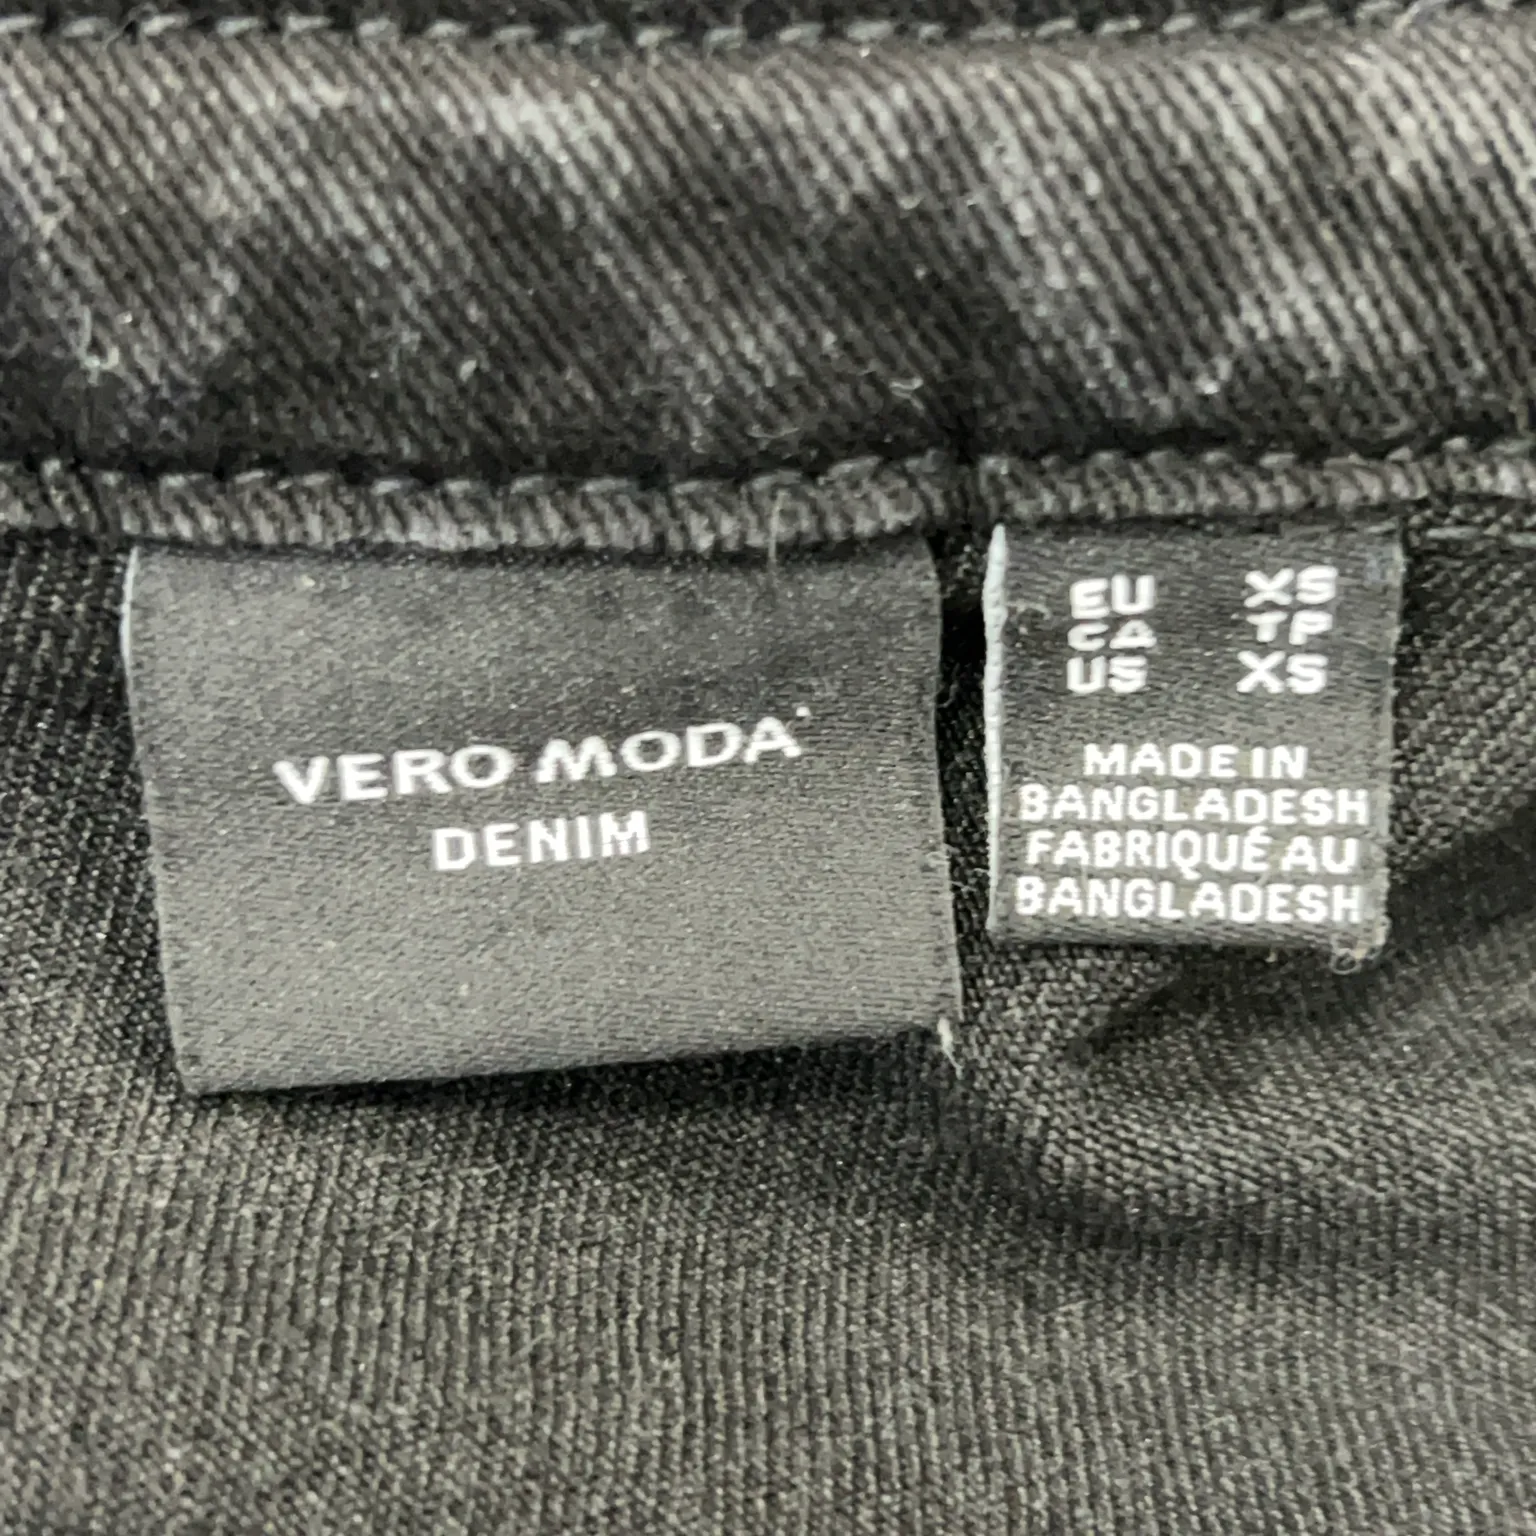 VERO MODA
DENIM
EU XS
CA TP
US XS
MADE IN
BANGLADESH
FABRIQUÉ AU
BANGLADESH